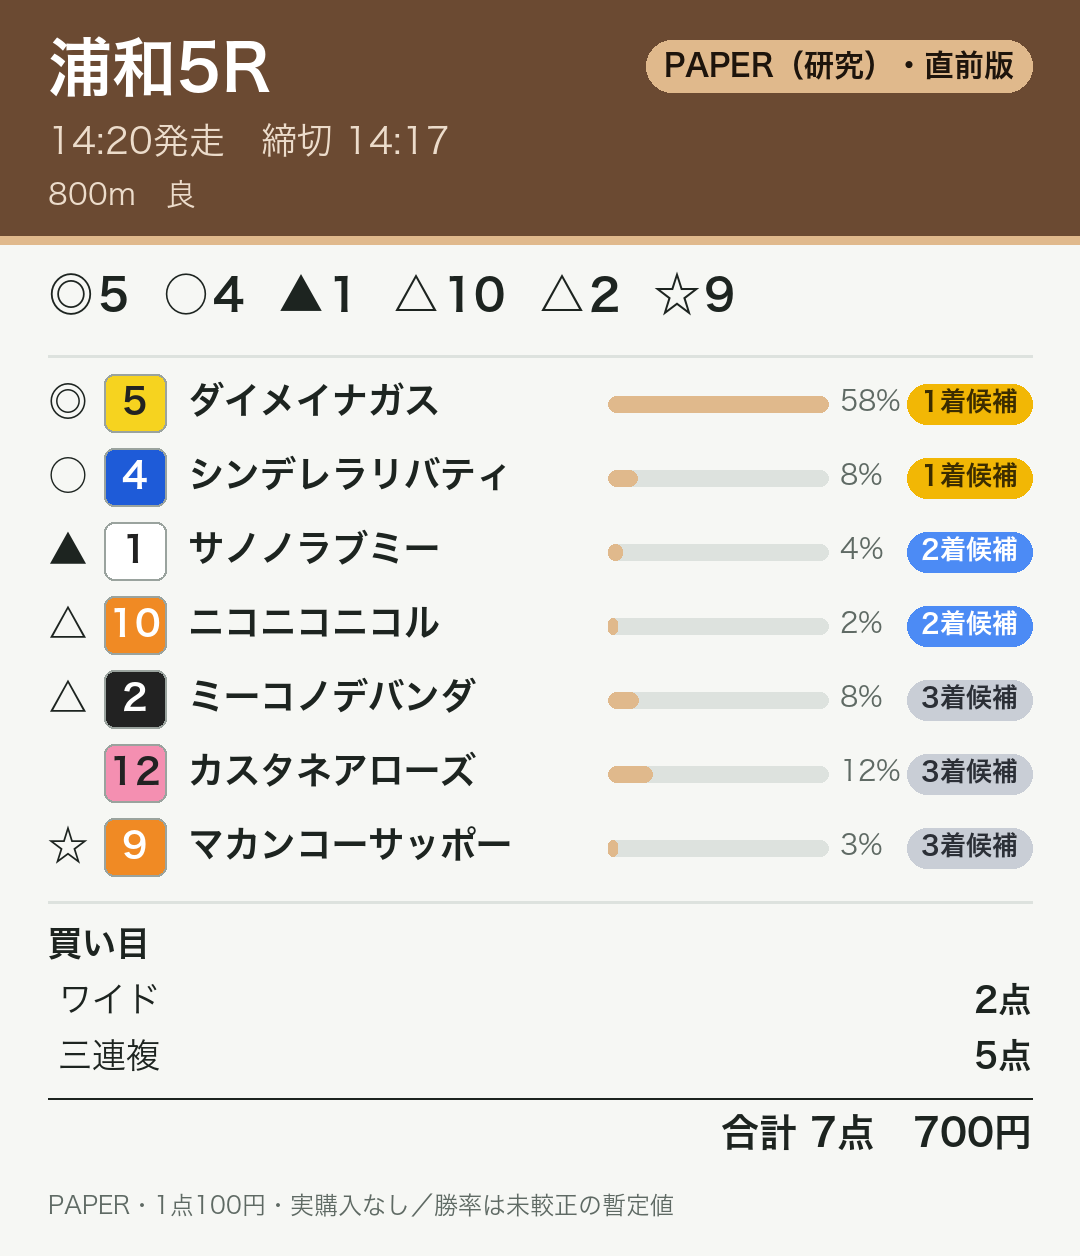 浦和5R
PAPER（研究）・直前版
14:20発走　締切 14:17
800m　良
◎5 ○4 ▲1 △10 △2 ☆9
◎ 5 ダイメイナガス 58% 1着候補
○ 4 シンデレラリバティ 8% 1着候補
▲ 1 サノノラブミー 4% 2着候補
△ 10 ニコニコニコル 2% 2着候補
△ 2 ミーコノデバンダ 8% 3着候補
12 カスタネアローズ 12% 3着候補
☆ 9 マカンコーサッポー 3% 3着候補
買い目
ワイド 2点
三連複 5点
合計 7点　700円
PAPER・1点100円・実購入なし／勝率は未較正の暫定値